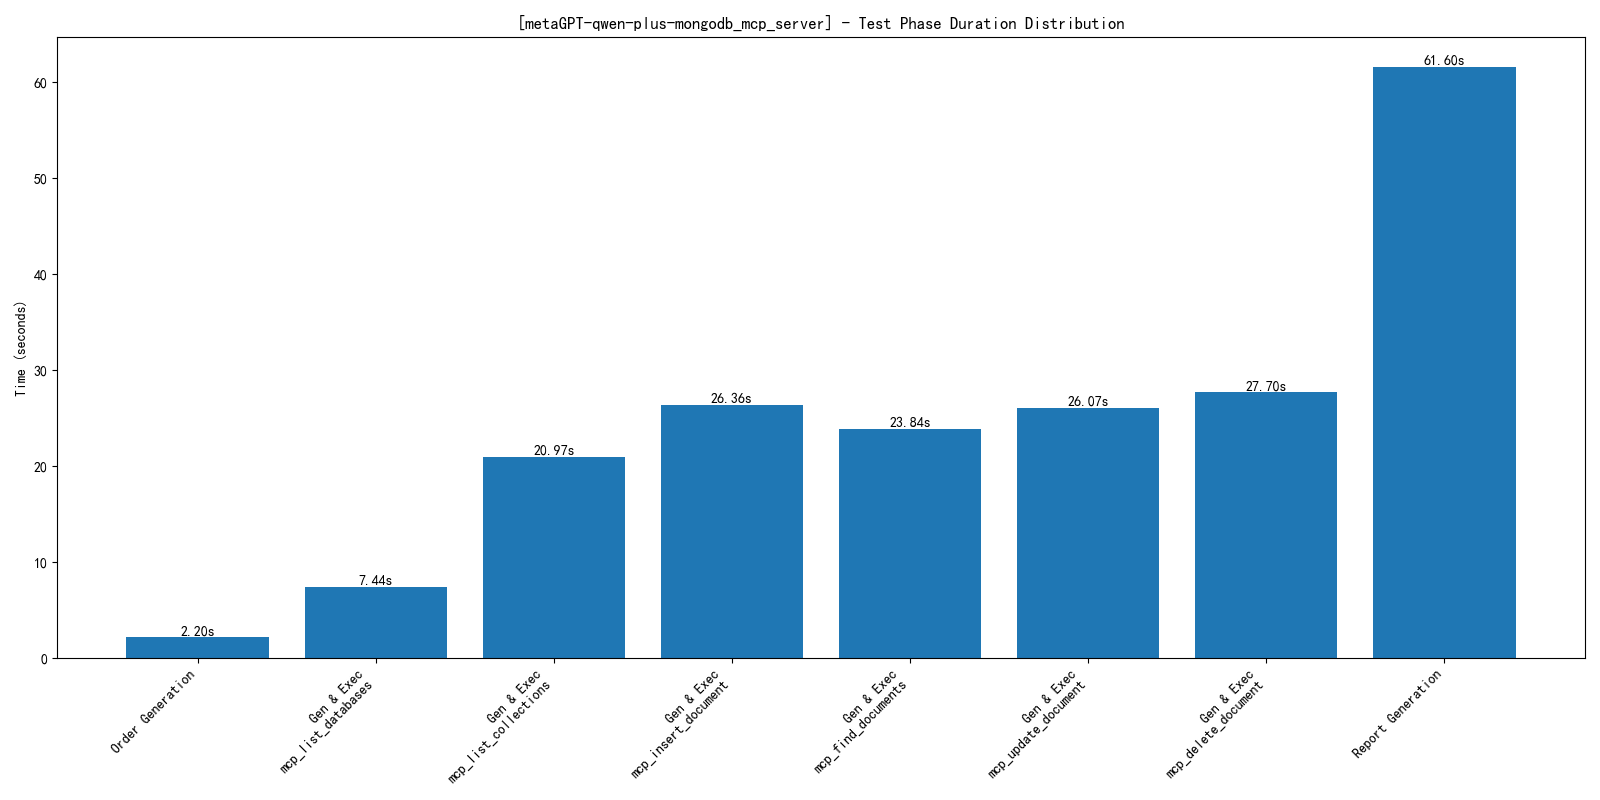 [metaGPT-qwen-plus-mongodb_mcp_server] - Test Phase Duration Distribution
Time (seconds)
60
50
40
30
20
10
0
2.20s
7.44s
20.97s
26.36s
23.84s
26.07s
27.70s
61.60s
Order Generation
Gen & Exec
mcp_list_databases
Gen & Exec
mcp_list_collections
Gen & Exec
mcp_insert_document
Gen & Exec
mcp_find_documents
Gen & Exec
mcp_update_document
Gen & Exec
mcp_delete_document
Report Generation